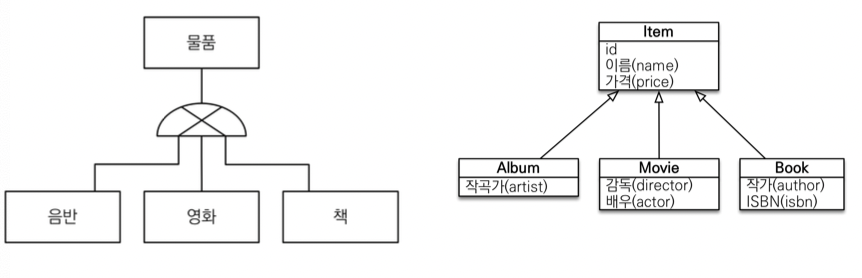 물품
음반
영화
책
Item
id
이름(name)
가격(price)
Album
작곡가(artist)
Movie
감독(director)
배우(actor)
Book
작가(author)
ISBN(isbn)